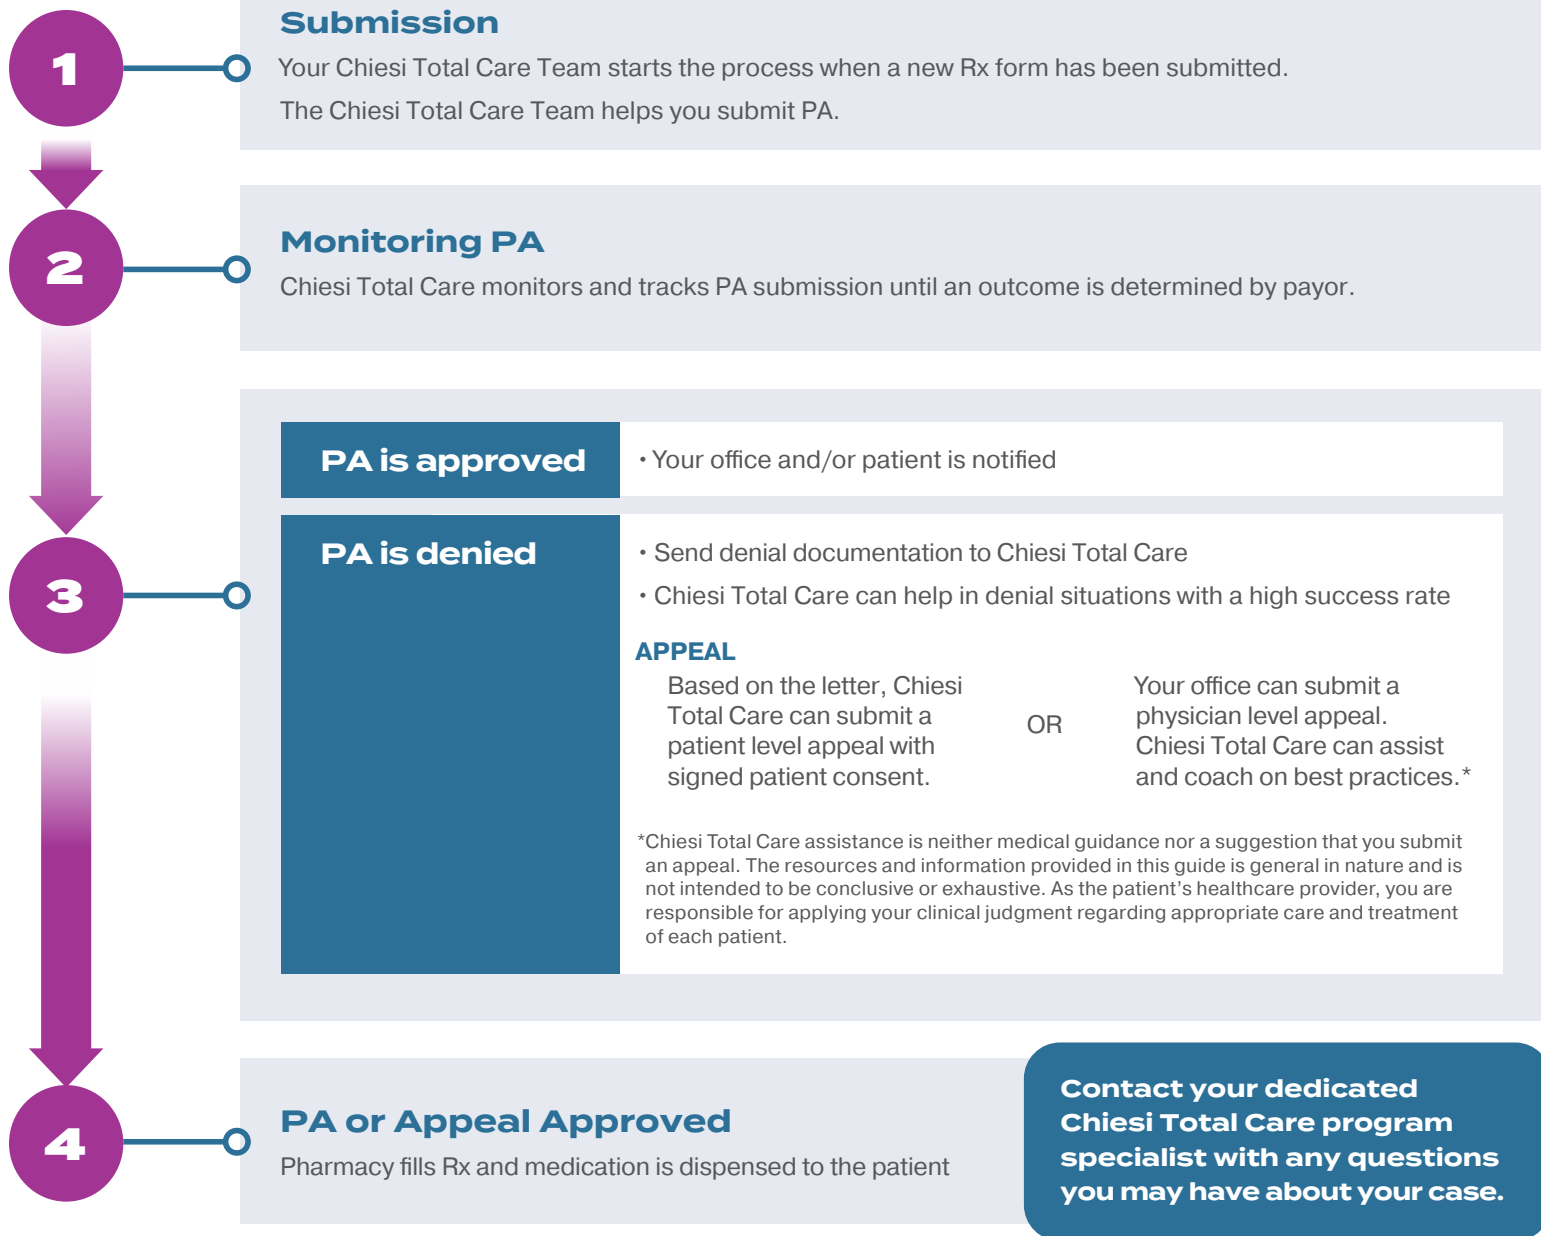 1
Submission
Your Chiesi Total Care Team starts the process when a new Rx form has been submitted.
The Chiesi Total Care Team helps you submit PA.
2
Monitoring PA
Chiesi Total Care monitors and tracks PA submission until an outcome is determined by payor.
3
PA is approved
• Your office and/or patient is notified
PA is denied
• Send denial documentation to Chiesi Total Care
• Chiesi Total Care can help in denial situations with a high success rate
APPEAL
Based on the letter, Chiesi
Total Care can submit a
patient level appeal with
signed patient consent.
OR
Your office can submit a
physician level appeal.
Chiesi Total Care can assist
and coach on best practices.*
*Chiesi Total Care assistance is neither medical guidance nor a suggestion that you submit
an appeal. The resources and information provided in this guide is general in nature and is
not intended to be conclusive or exhaustive. As the patient’s healthcare provider, you are
responsible for applying your clinical judgment regarding appropriate care and treatment
of each patient.
4
PA or Appeal Approved
Pharmacy fills Rx and medication is dispensed to the patient
Contact your dedicated
Chiesi Total Care program
specialist with any questions
you may have about your case.